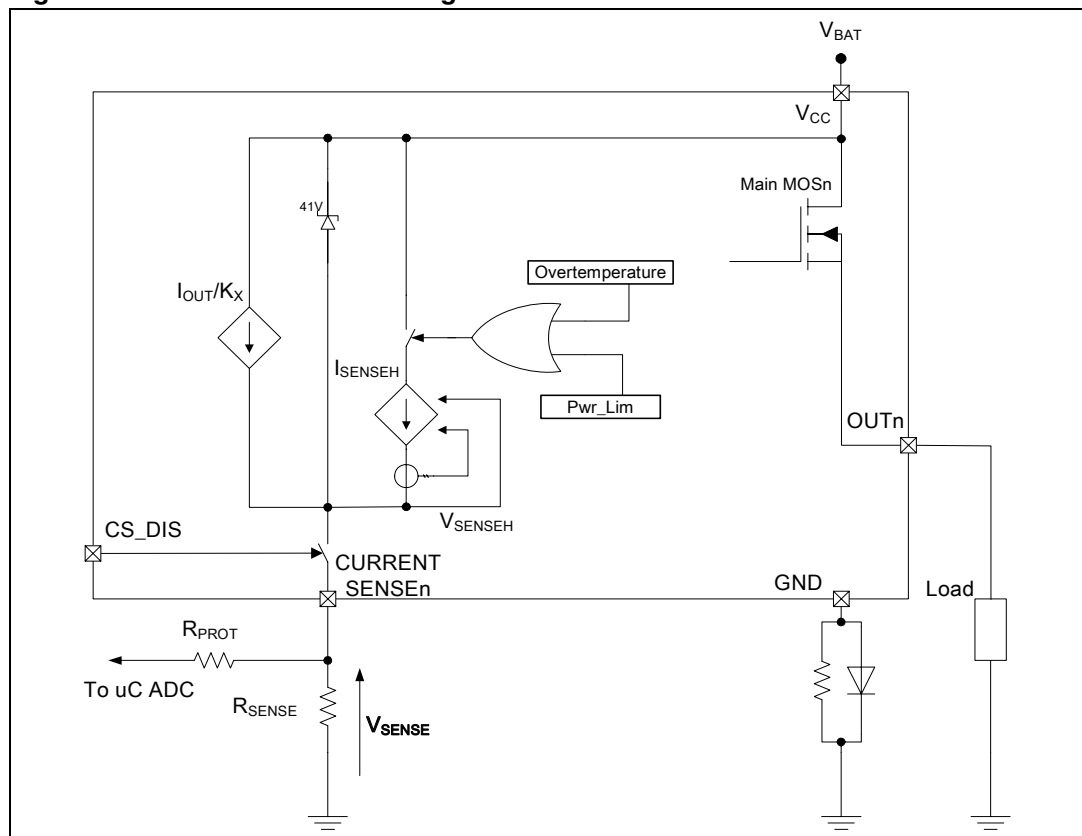 V_BAT
V_CC
Main MOSn
41V
Overtemperature
I_OUT/K_X
I_SENSEH
Pwr_Lim
OUTn
V_SENSEH
CS_DIS
CURRENT
SENSEn
GND
Load
R_PROT
To uC ADC
R_SENSE
V_SENSE